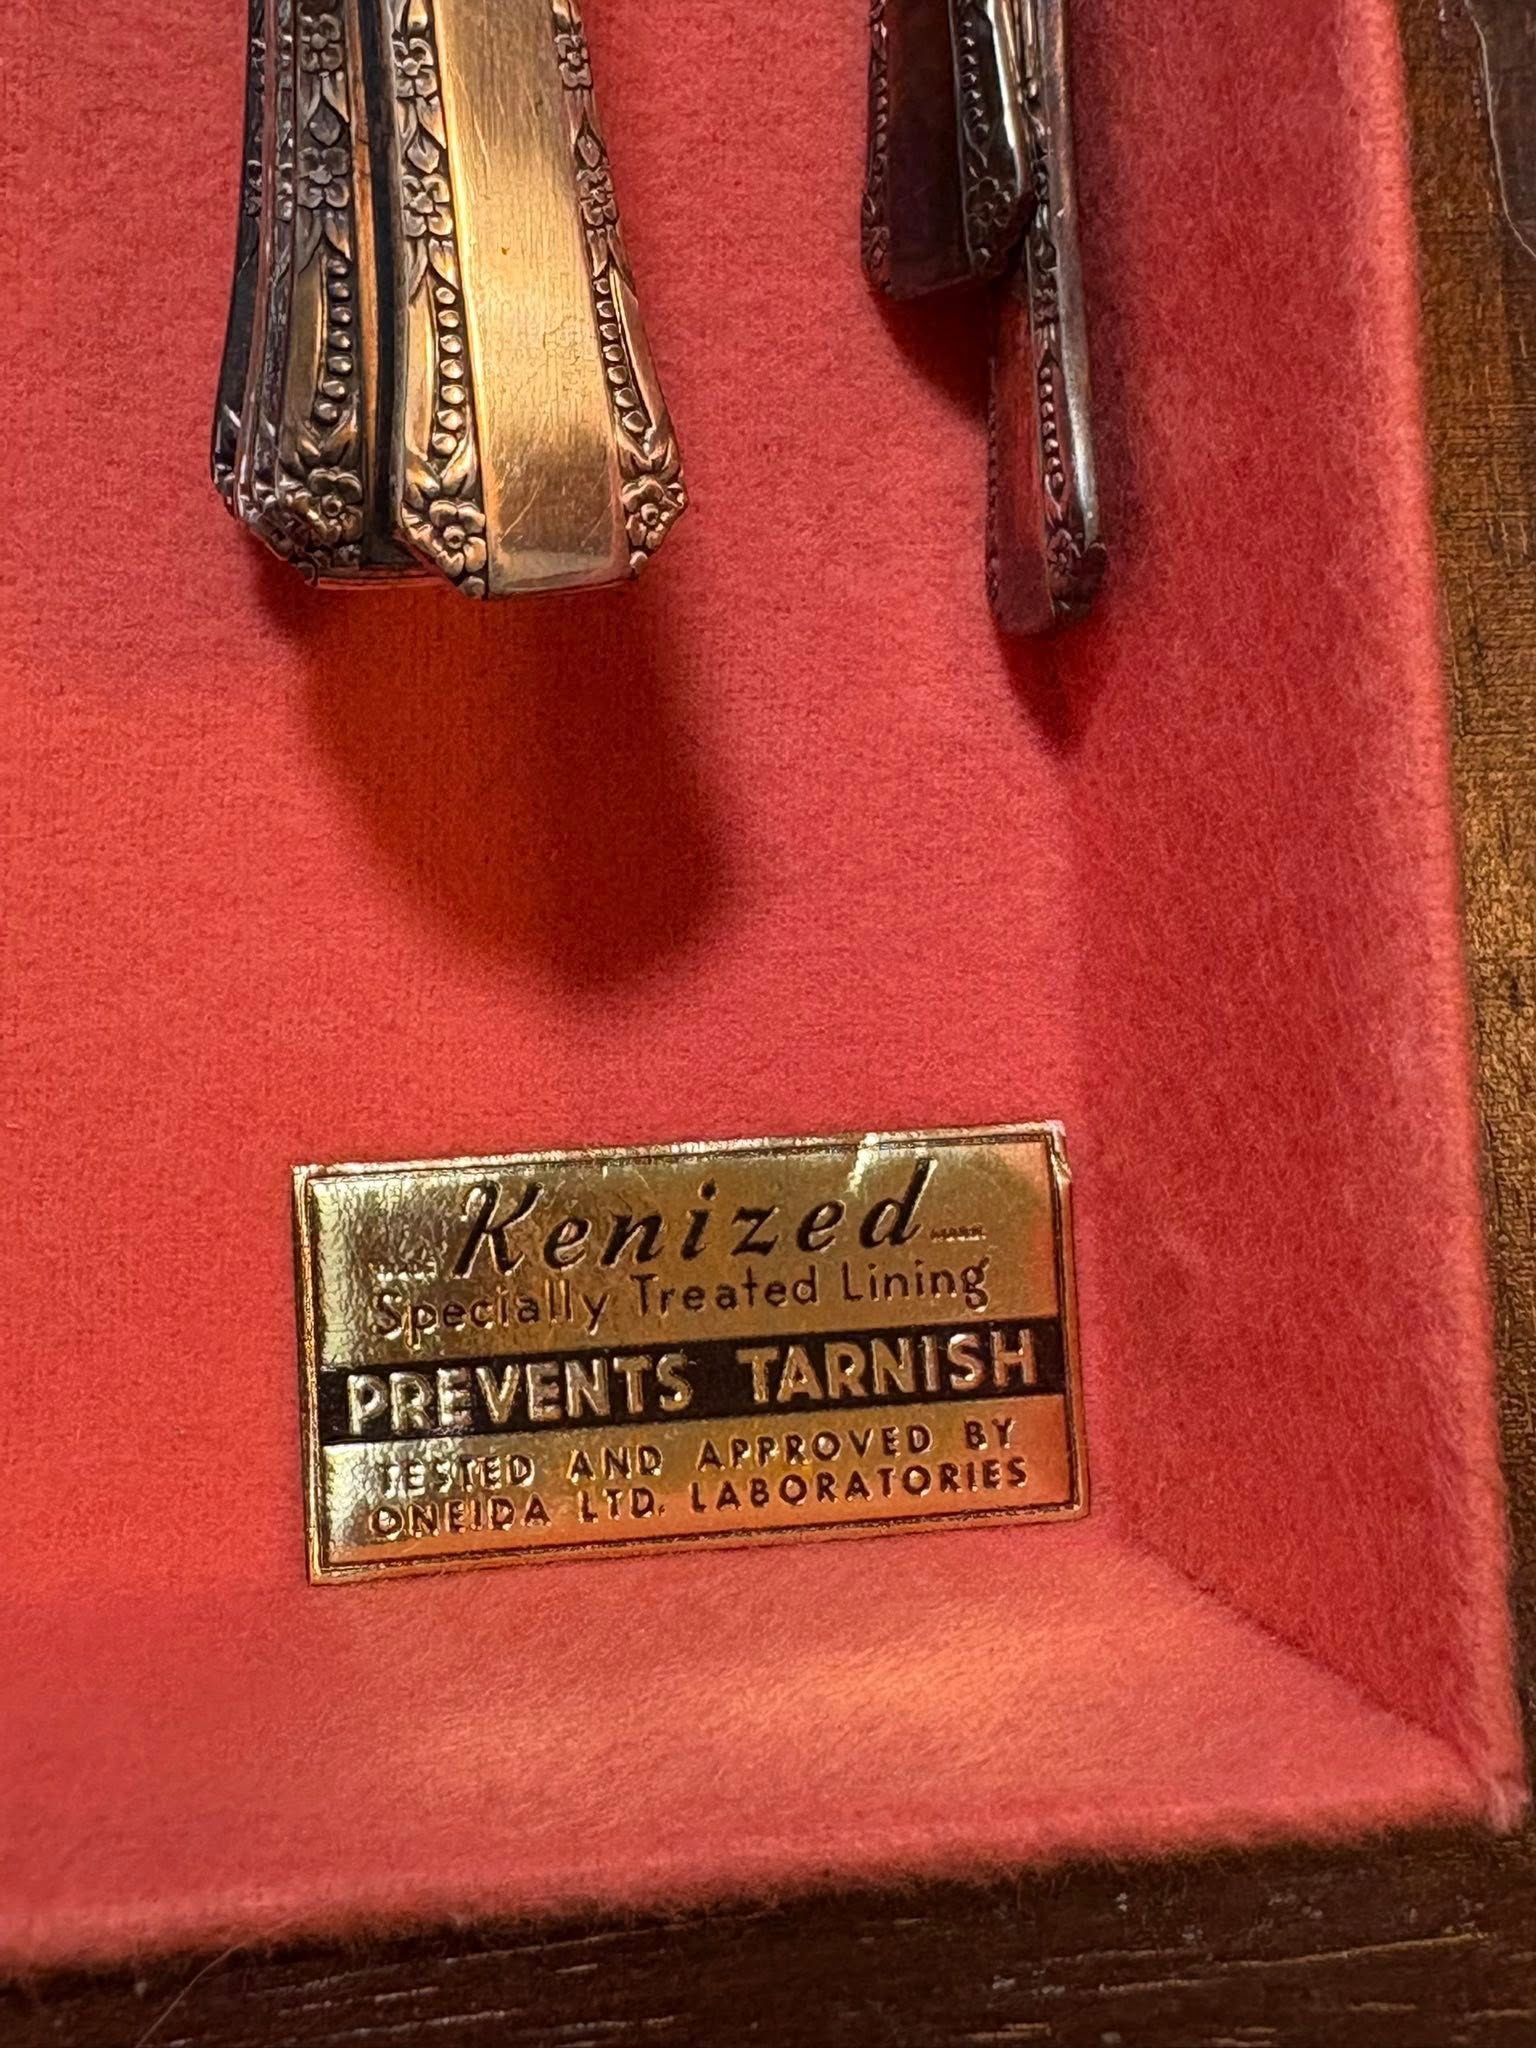 Kenized
Specially Treated Lining
PREVENTS TARNISH
TESTED AND APPROVED BY
ONEIDA LTD. LABORATORIES